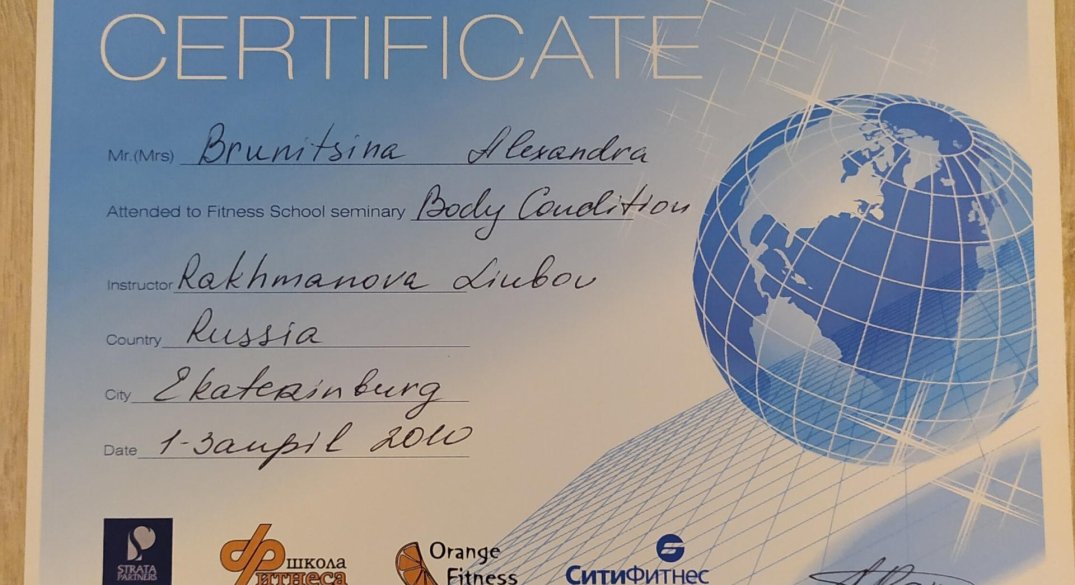 CERTIFICATE
Mr.(Mrs) Brunitsina Alexandra
Attended to Fitness School seminary Body Condition
Instructor Rakhmanova Liubov
Country Russia
City Ekaterinburg
Date 1-3 anpil 2010
STRATA
PARTNERS
ШКОЛА
ФИТНЕСА
Orange
Fitness
СИТИФИТНЕС